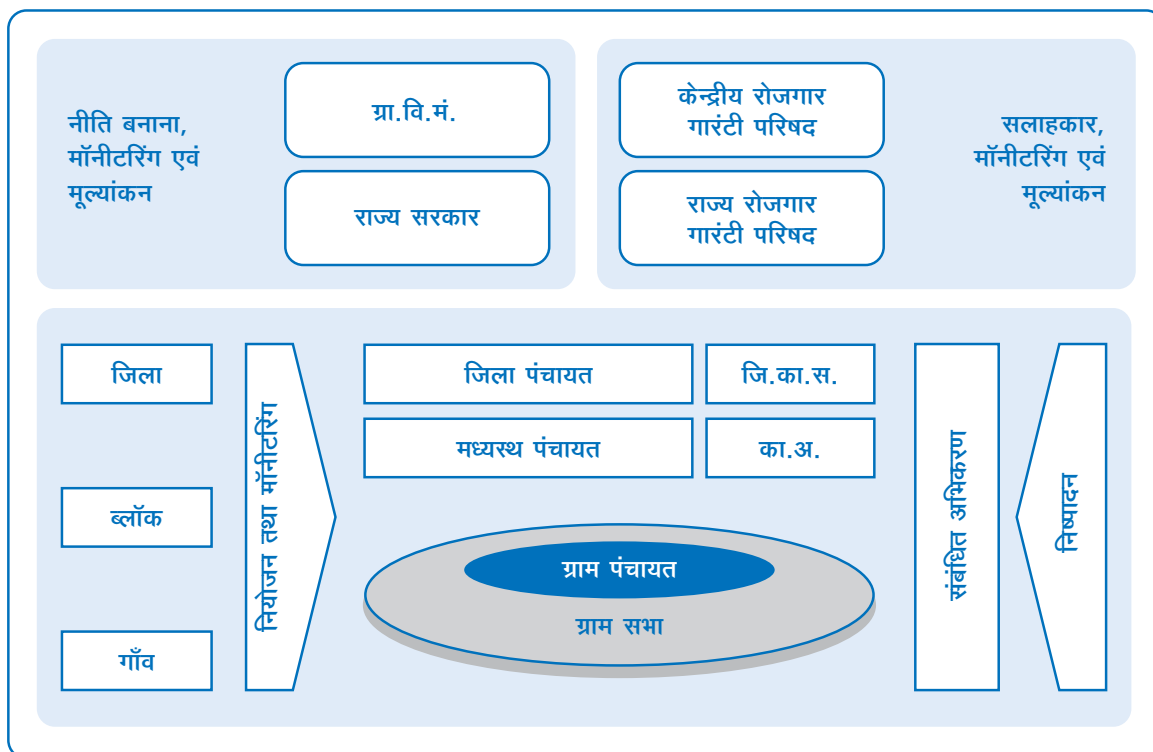 नीति बनाना,
मॉनीटरिंग एवं
मूल्यांकन
ग्रा.वि.मं.
राज्य सरकार
केन्द्रीय रोजगार
गारंटी परिषद
राज्य रोजगार
गारंटी परिषद
सलाहकार,
मॉनीटरिंग एवं
मूल्यांकन
जिला
ब्लॉक
गाँव
नियोजन तथा मॉनीटरिंग
जिला पंचायत
जि.का.स.
मध्यस्थ पंचायत
का.अ.
ग्राम पंचायत
ग्राम सभा
संबंधित अभिकरण
निष्पादन